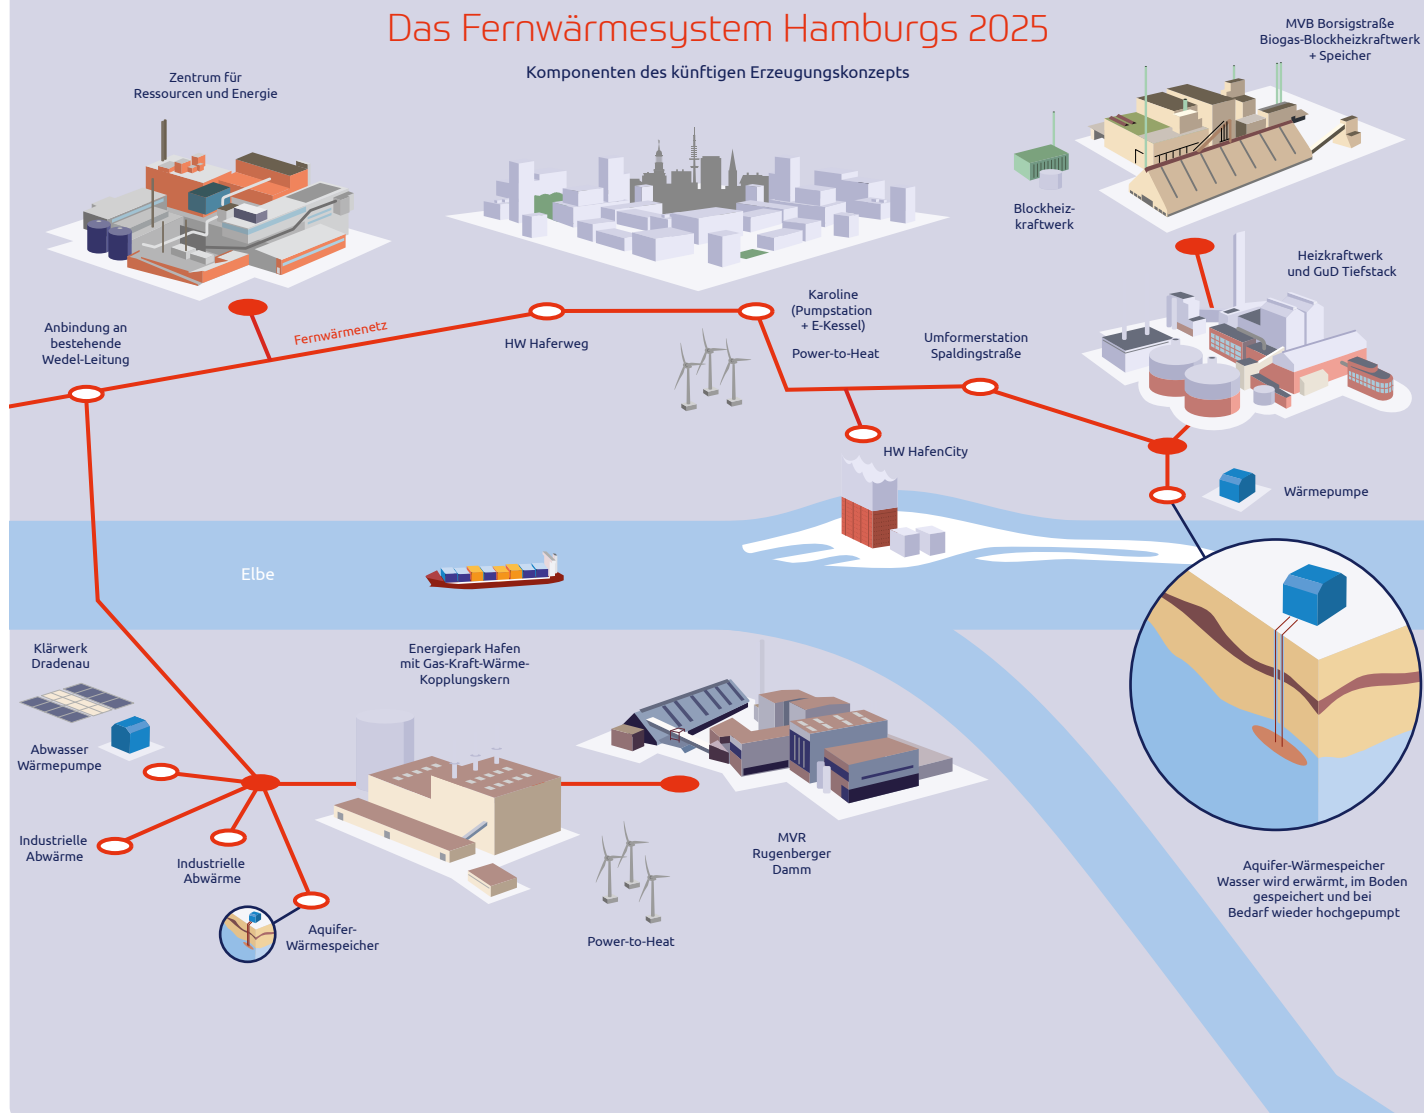 Das Fernwärmesystem Hamburgs 2025
Komponenten des künftigen Erzeugungskonzepts
MVB Borsigstraße
Biogas-Blockheizkraftwerk
+ Speicher
Zentrum für
Ressourcen und Energie
Blockheiz-
kraftwerk
Heizkraftwerk
und GuD Tiefstack
Anbindung an
bestehende
Wedel-Leitung
Fernwärmenetz
HW Haferweg
Karoline
(Pumpstation
+ E-Kessel)
Power-to-Heat
Umformerstation
Spaldingstraße
HW HafenCity
Wärmepumpe
Elbe
Klärwerk
Dradenau
Energiepark Hafen
mit Gas-Kraft-Wärme-
Kopplungskern
Abwasser
Wärmepumpe
Industrielle
Abwärme
Industrielle
Abwärme
MVR
Rugenberger
Damm
Aquifer-
Wärmespeicher
Power-to-Heat
Aquifer-Wärmespeicher
Wasser wird erwärmt, im Boden
gespeichert und bei
Bedarf wieder hochgepumpt